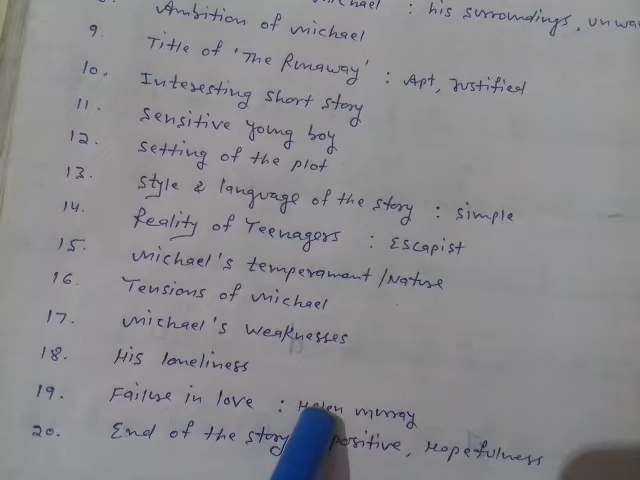 Michael : his surroundings,
Ambition of Michael
9. Title of 'The Runaway' : Apt, Justified
10. Interesting short story
11. Sensitive young boy
12. Setting of the plot
13. Style & language of the story : Simple
14. Reality of Teenagers : Escapist
15. Michael's temperament / Nature
16. Tensions of Michael
17. Michael's Weaknesses
18. His loneliness
19. Failure in love : Helen Murray
20. End of the story positive, Hopefulness